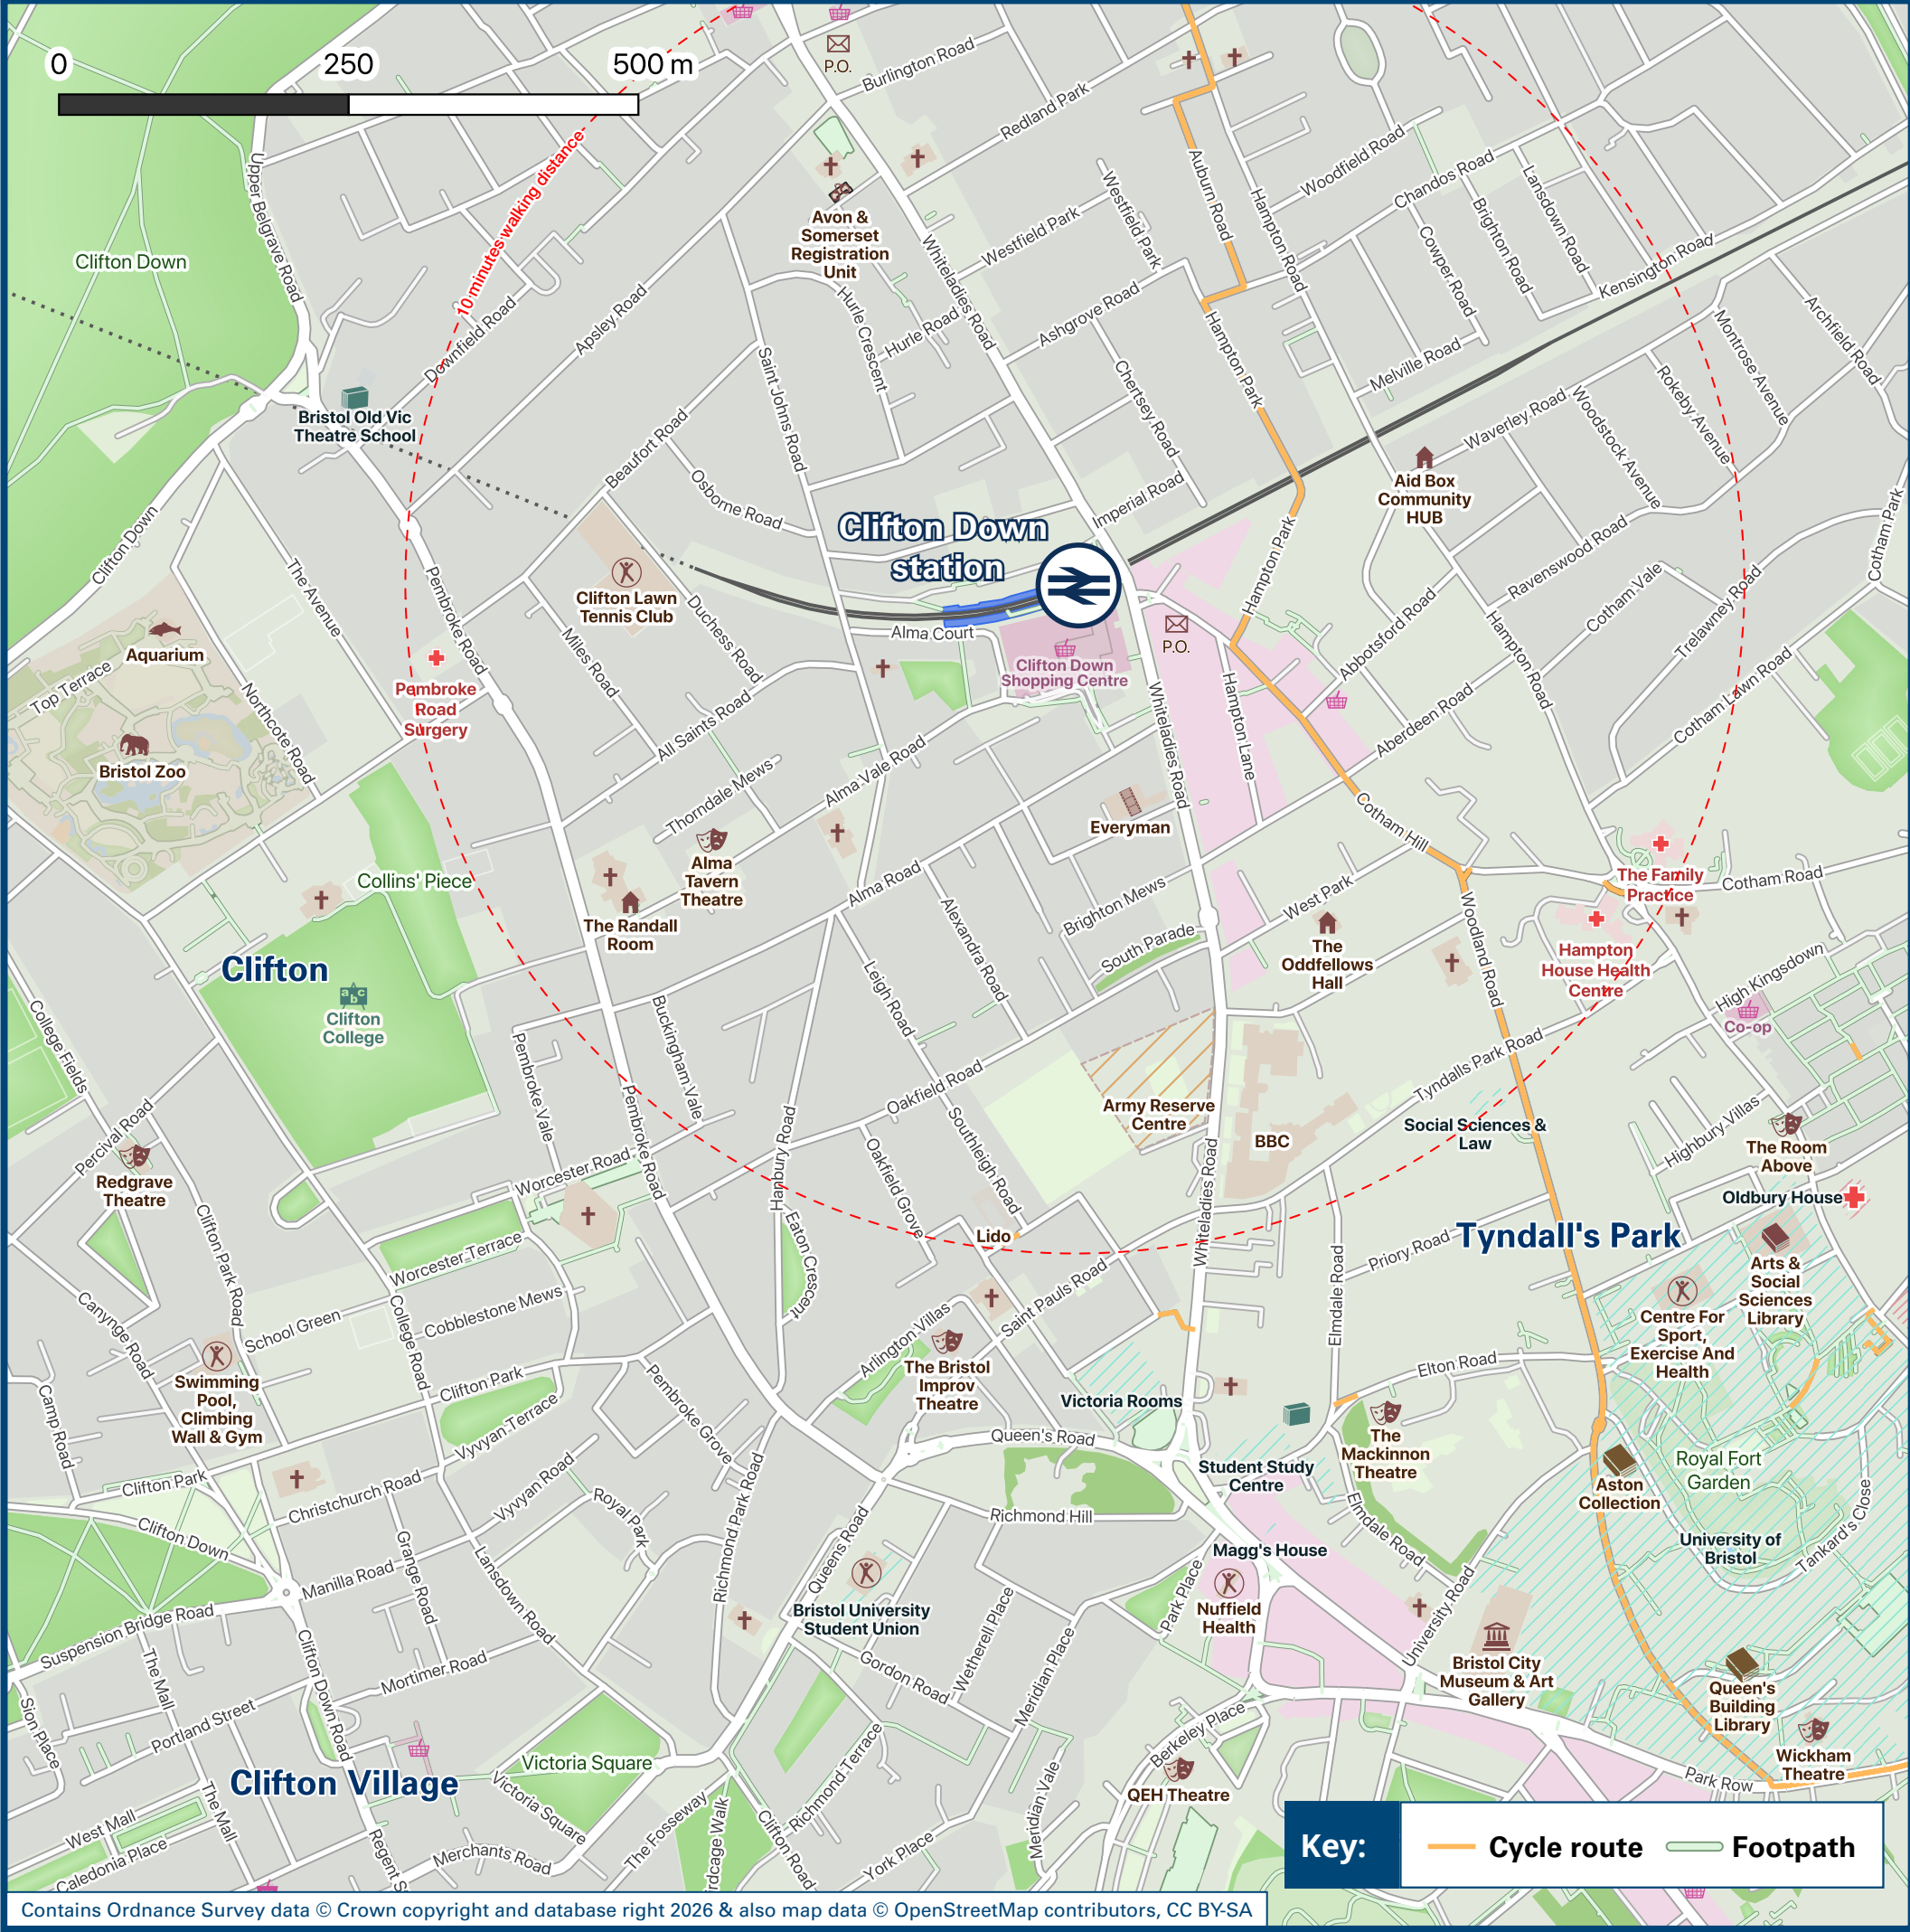 0
250
500 m
P.O.
Burlington Road
Redland Road
Park
Upper Belgrave Road
10 minutes walking distance
Clifton Down
Avon &
Somerset
Registration
Unit
Whiteladies Road
Westfield Park
Westfield Park
Auburn Road
Hampton Road
Woodfield Road
Chandos Road
Lansdown Road
Brighton Road
Cowper Road
Kensington Road
Downfield Road
Apsley Road
Hurle Crescent
Hurle Road
Ashgrove Road
Hampton Park
Melville Road
Montrose Avenue
Archfield Road
Bristol Old Vic
Theatre School
Saint Johns Road
Chertsey Road
Rokeby Avenue
Woodstock Avenue
Waverley Road
Beaufort Road
Osborne Road
Imperial Road
Aid Box
Community
HUB
Clifton Down
station
Clifton Down
The Avenue
Pembroke Road
Clifton Lawn
Tennis Club
Duchess Road
Miles Road
Alma Court
Hampton Park
Ravenswood Road
Cotham Vale
Trelawney Road
Cotham Park
Abbotsford Road
Hampton Road
Aquarium
Top Terrace
Northcote Road
Bristol Zoo
Pembroke
Road
Surgery
Clifton Down
Shopping Centre
P.O.
Whiteladies Road
Hampton Lane
Aberdeen Road
Cotham Lawn Road
All Saints Road
Thorndale Mews
Alma Vale Road
Everyman
Cotham Hill
Collins' Piece
Alma
Tavern
Theatre
The Randall
Room
Alma Road
Alexandra Road
Brighton Mews
South Parade
West Park
The
Oddfellows
Hall
Woodland Road
The Family
Practice
Cotham Road
Hampton
House Health
Centre
High Kingsdown
Co-op
Clifton
Clifton
College
College Fields
Leigh Road
Buckingham Vale
Pembroke Vale
Pembroke Road
Oakfield Road
Army Reserve
Centre
BBC
Tyndalls Park Road
Social Sciences &
Law
Highbury Villas
The Room
Above
Oldbury House
Percival Road
Redgrave
Theatre
Clifton Park Road
Worcester Road
Worcester Terrace
Hanbury Road
Oakfield Grove
Southleigh Road
Lido
Whiteladies Road
Eaton Crescent
Saint Pauls Road
Elmdale Road
Priory Road
Tyndall's Park
Arts &
Social
Sciences
Library
Centre For
Sport,
Exercise And
Health
Canynge Road
School Green
Cobblestone Mews
College Road
Arlington Villas
The Bristol
Improv
Theatre
Elton Road
Swimming
Pool,
Climbing
Wall & Gym
Camp Road
Clifton Park
Vyvyan Terrace
Pembroke Grove
Victoria Rooms
Queen's Road
The
Mackinnon
Theatre
Student Study
Centre
Royal Fort
Garden
Aston
Collection
Clifton Park
Christchurch Road
Vyvyan Road
Royal Park
Richmond Park Road
Richmond Hill
Elmdale Road
Clifton Down
Manilla Road
Grange Road
Lansdown Road
Queens Road
Magg's House
University of
Bristol
Tankard's Close
Suspension Bridge Road
Bristol University
Student Union
Wetherell Place
Park Place
Nuffield
Health
University Road
Bristol City
Museum & Art
Gallery
The Mall
Clifton Down Road
Mortimer Road
Gordon Road
Meridian Place
Queen's
Building
Library
Sion Place
Portland Street
Berkeley Place
Wickham
Theatre
Clifton Village
Victoria Square
Victoria Square
Richmond Terrace
Meridian Vale
QEH Theatre
Park Row
The Mall
West Mall
Caledonia Place
Regent S
Merchants Road
The Fosseway
irdcage Walk
Clifton Road
York Place
Key:
Cycle route
Footpath
Contains Ordnance Survey data © Crown copyright and database right 2026 & also map data © OpenStreetMap contributors, CC BY-SA